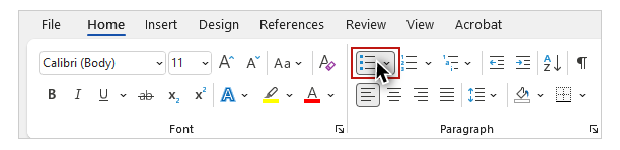 File Home Insert Design References Review View Acrobat
Calibri (Body) 11 A A Aa A
B I U ab x2 x2 A A
Font Paragraph